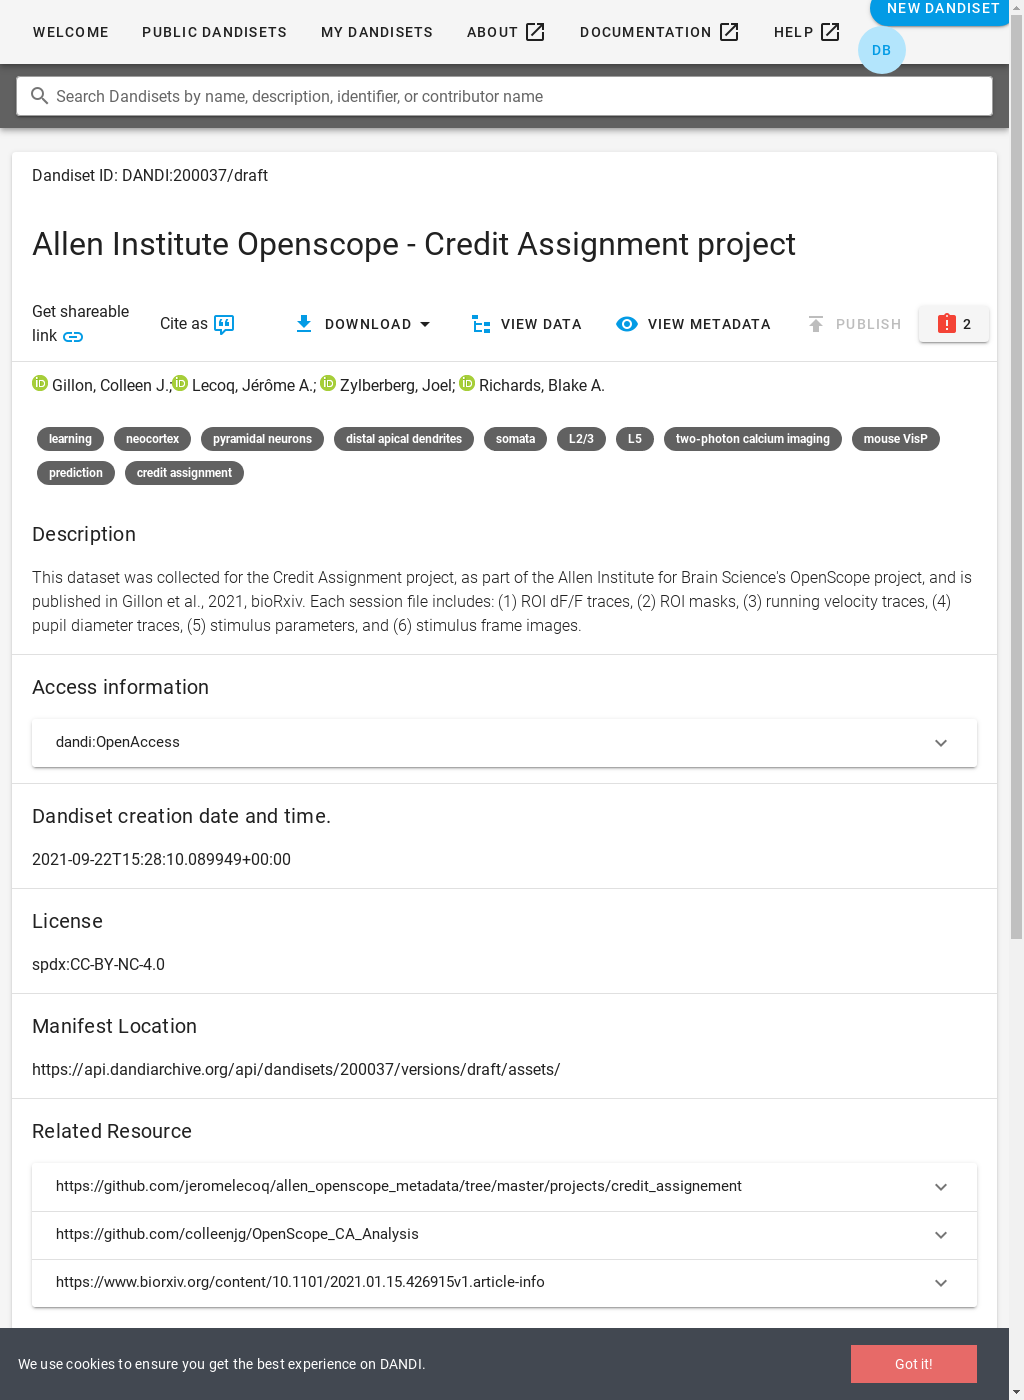 WELCOME PUBLIC DANDISETS MY DANDISETS ABOUT DOCUMENTATION HELP NEW DANDISET
DB
Search Dandisets by name, description, identifier, or contributor name
Dandiset ID: DANDI:200037/draft
Allen Institute Openscope - Credit Assignment project
Get shareable
link
Cite as DOWNLOAD VIEW DATA VIEW METADATA PUBLISH 2
iD Gillon, Colleen J.;iD Lecoq, Jérôme A.; iD Zylberberg, Joel; iD Richards, Blake A.
learning neocortex pyramidal neurons distal apical dendrites somata L2/3 L5 two-photon calcium imaging mouse VisP
prediction credit assignment
Description
This dataset was collected for the Credit Assignment project, as part of the Allen Institute for Brain Science's OpenScope project, and is
published in Gillon et al., 2021, bioRxiv. Each session file includes: (1) ROI dF/F traces, (2) ROI masks, (3) running velocity traces, (4)
pupil diameter traces, (5) stimulus parameters, and (6) stimulus frame images.
Access information
dandi:OpenAccess
Dandiset creation date and time.
2021-09-22T15:28:10.089949+00:00
License
spdx:CC-BY-NC-4.0
Manifest Location
https://api.dandiarchive.org/api/dandisets/200037/versions/draft/assets/
Related Resource
https://github.com/jeromelecoq/allen_openscope_metadata/tree/master/projects/credit_assignement
https://github.com/colleenjg/OpenScope_CA_Analysis
https://www.biorxiv.org/content/10.1101/2021.01.15.426915v1.article-info
We use cookies to ensure you get the best experience on DANDI. Got it!